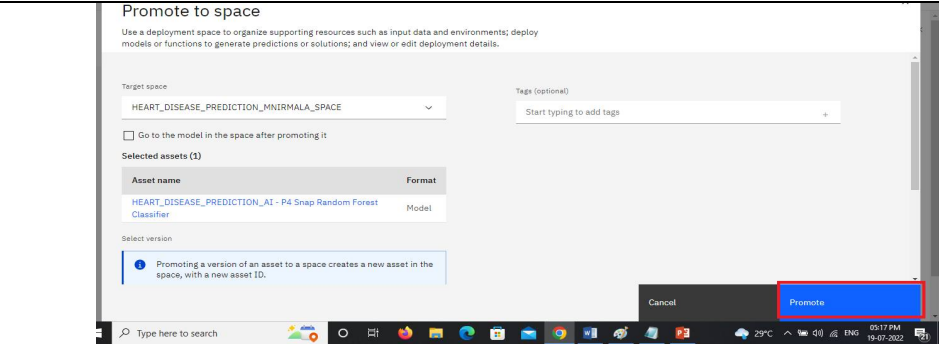 Promote to space
Use a deployment space to organize supporting resources such as input data and environments; deploy
models or functions to generate predictions or solutions; and view or edit deployment details.
Target space
HEART_DISEASE_PREDICTION_MNIRMALA_SPACE
Go to the model in the space after promoting it
Selected assets (1)
Asset name Format
HEART_DISEASE_PREDICTION_AI - P4 Snap Random Forest
Classifier
Model
Select version
Promoting a version of an asset to a space creates a new asset in the
space, with a new asset ID.
Tags (optional)
Start typing to add tags
Cancel Promote
Type here to search
29°C ENG
05:17 PM
19-07-2022
21